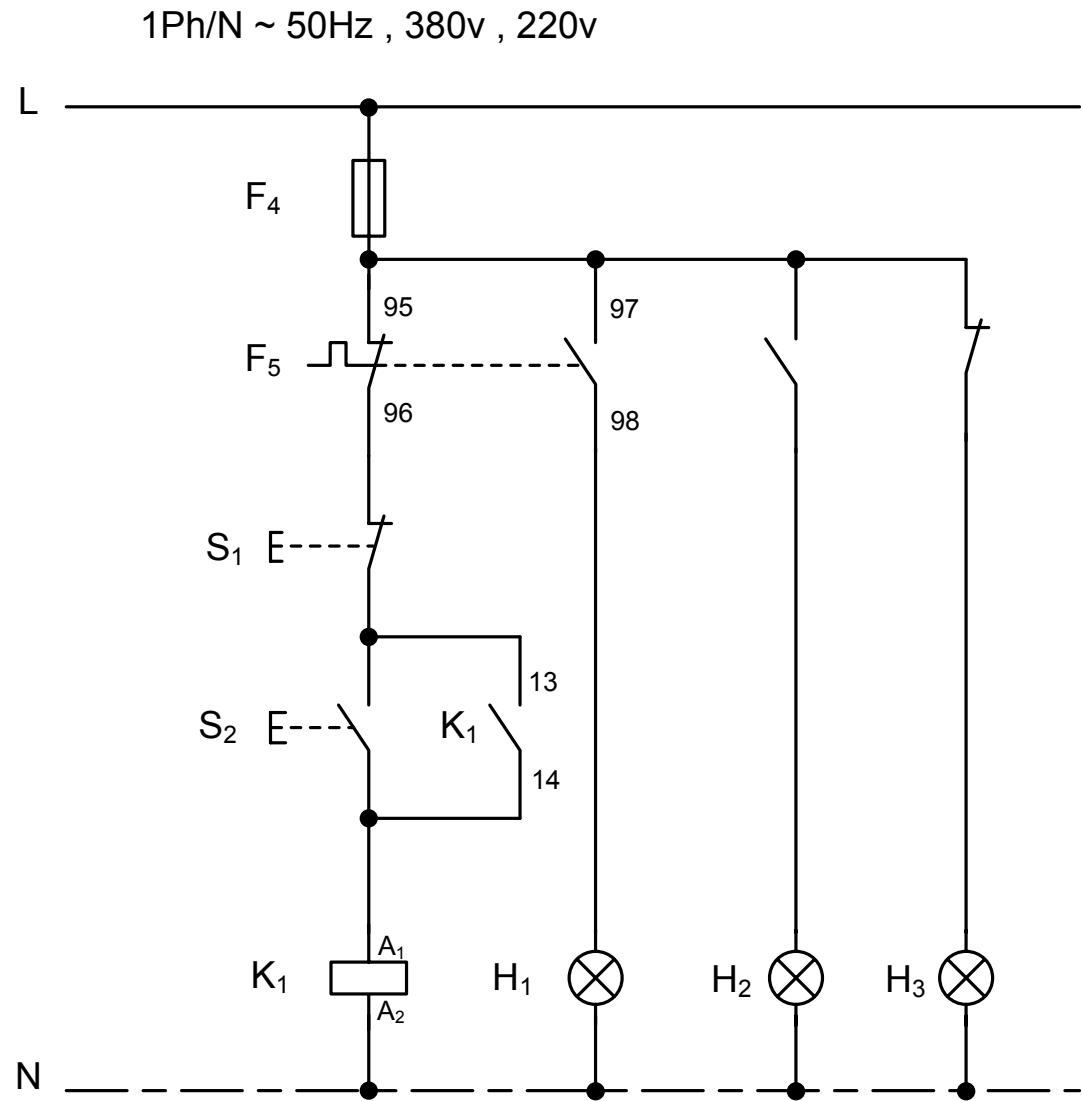 1Ph/N ~ 50Hz , 380v , 220v
L
F₄
95
97
F₅
96
98
S₁
13
S₂
K₁
14
A₁
K₁
H₁
H₂
H₃
A₂
N